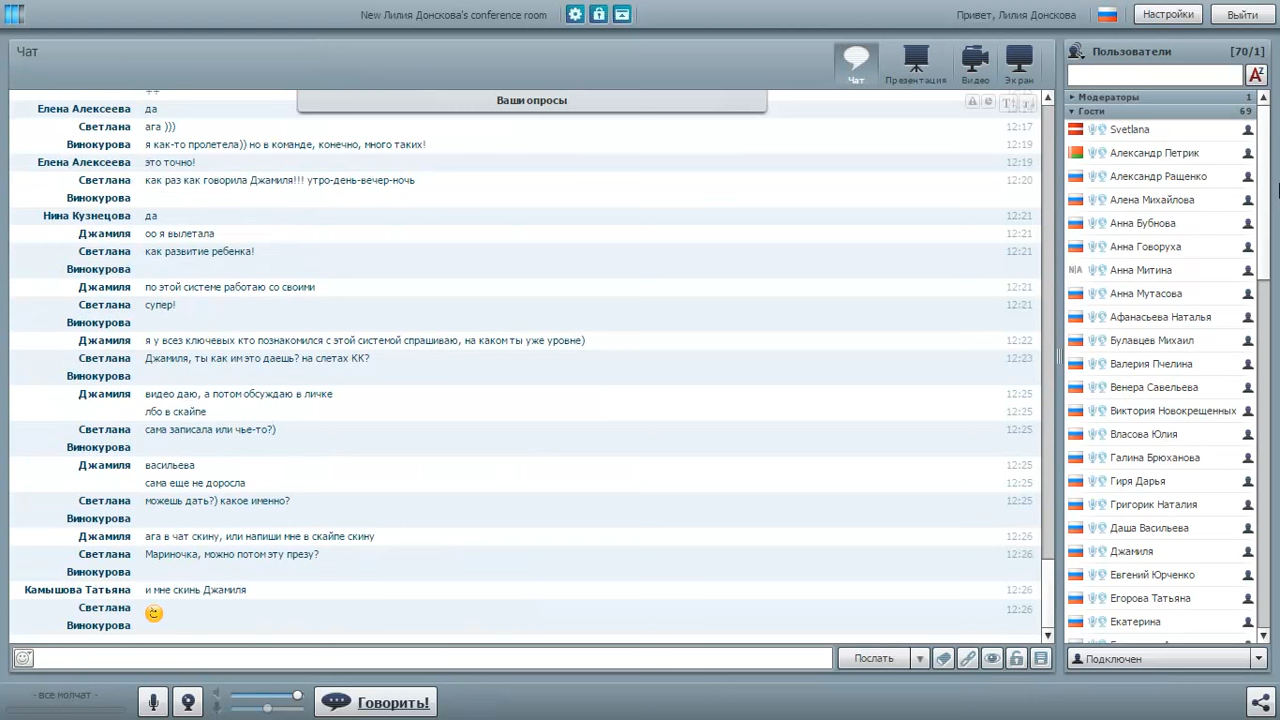 New Лилия Донскова's conference room
Привет, Лилия Донскова
Настройки
Выйти
Чат
Чат
Презентация
Видео
Экран
Ваши опросы
Елена Алексеева да
Светлана ага ))) 12:17
Винокурова я как-то пролетела)) но в команде, конечно, много таких! 12:19
Елена Алексеева это точно! 12:19
Светлана как раз как говорила Джамиля!!! утро-день-вечер-ночь 12:20
Винокурова
Нина Кузнецова да 12:21
Джамиля оо я вылетала 12:21
Светлана как развитие ребенка! 12:21
Винокурова
Джамиля по этой системе работаю со своими 12:21
Светлана супер! 12:21
Винокурова
Джамиля я у всез ключевых кто познакомился с этой системой спрашиваю, на каком ты уже уровне) 12:22
Светлана Джамиля, ты как им это даешь? на слетах КК? 12:23
Винокурова
Джамиля видео даю, а потом обсуждаю в личке 12:25
лбо в скайпе 12:25
Светлана сама записала или чье-то?) 12:25
Винокурова
Джамиля васильева 12:25
сама еще не доросла 12:25
Светлана можешь дать?) какое именно? 12:25
Винокурова
Джамиля ага в чат скину, или напиши мне в скайпе скину 12:26
Светлана Мариночка, можно потом эту презу? 12:26
Винокурова
Камышова Татьяна и мне скинь Джамиля 12:26
Светлана 12:26
Винокурова
Послать
- все молчат -
Говорить!
Пользователи [70/1]
Модераторы 1
Гости 69
Svetlana
Александр Петрик
Александр Ращенко
Алена Михайлова
Анна Бубнова
Анна Говоруха
N|A Анна Митина
Анна Мутасова
Афанасьева Наталья
Булавцев Михаил
Валерия Пчелина
Венера Савельева
Виктория Новокрещенных
Власова Юлия
Галина Брюханова
Гиря Дарья
Григорик Наталия
Даша Васильева
Джамиля
Евгений Юрченко
Егорова Татьяна
Екатерина
Подключен